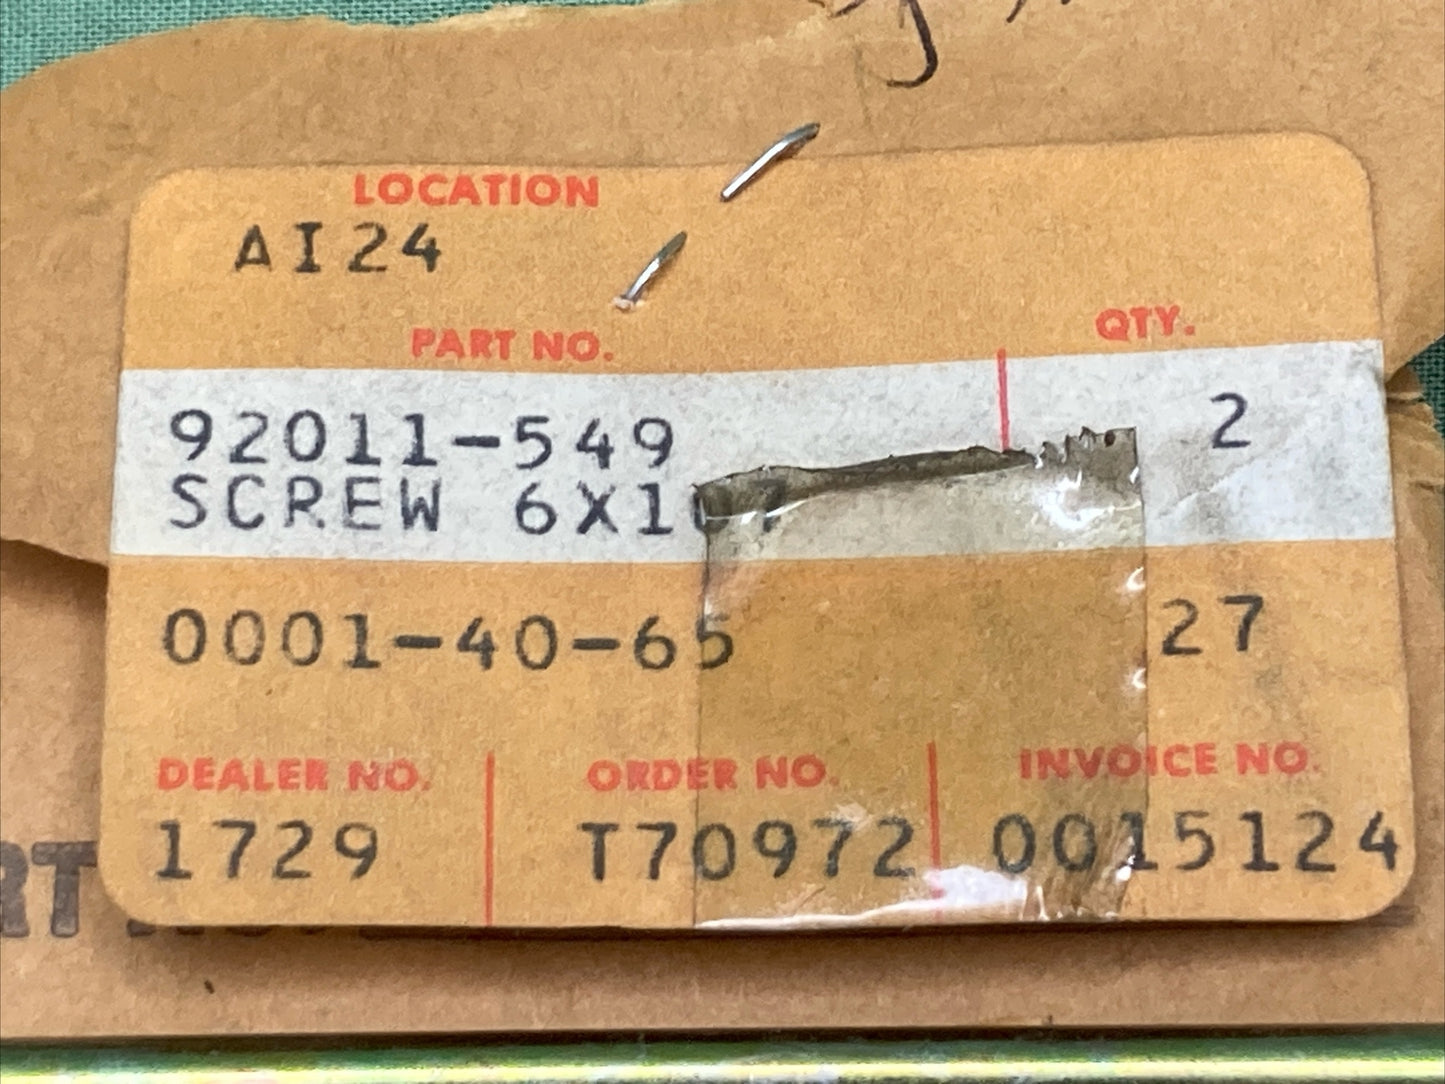 LOCATION
AI24
PART NO. QTY.
92011-549 2
SCREW
0001-40-65 27
DEALER NO. ORDER NO. INVOICE NO.
1729 T70972 0015124